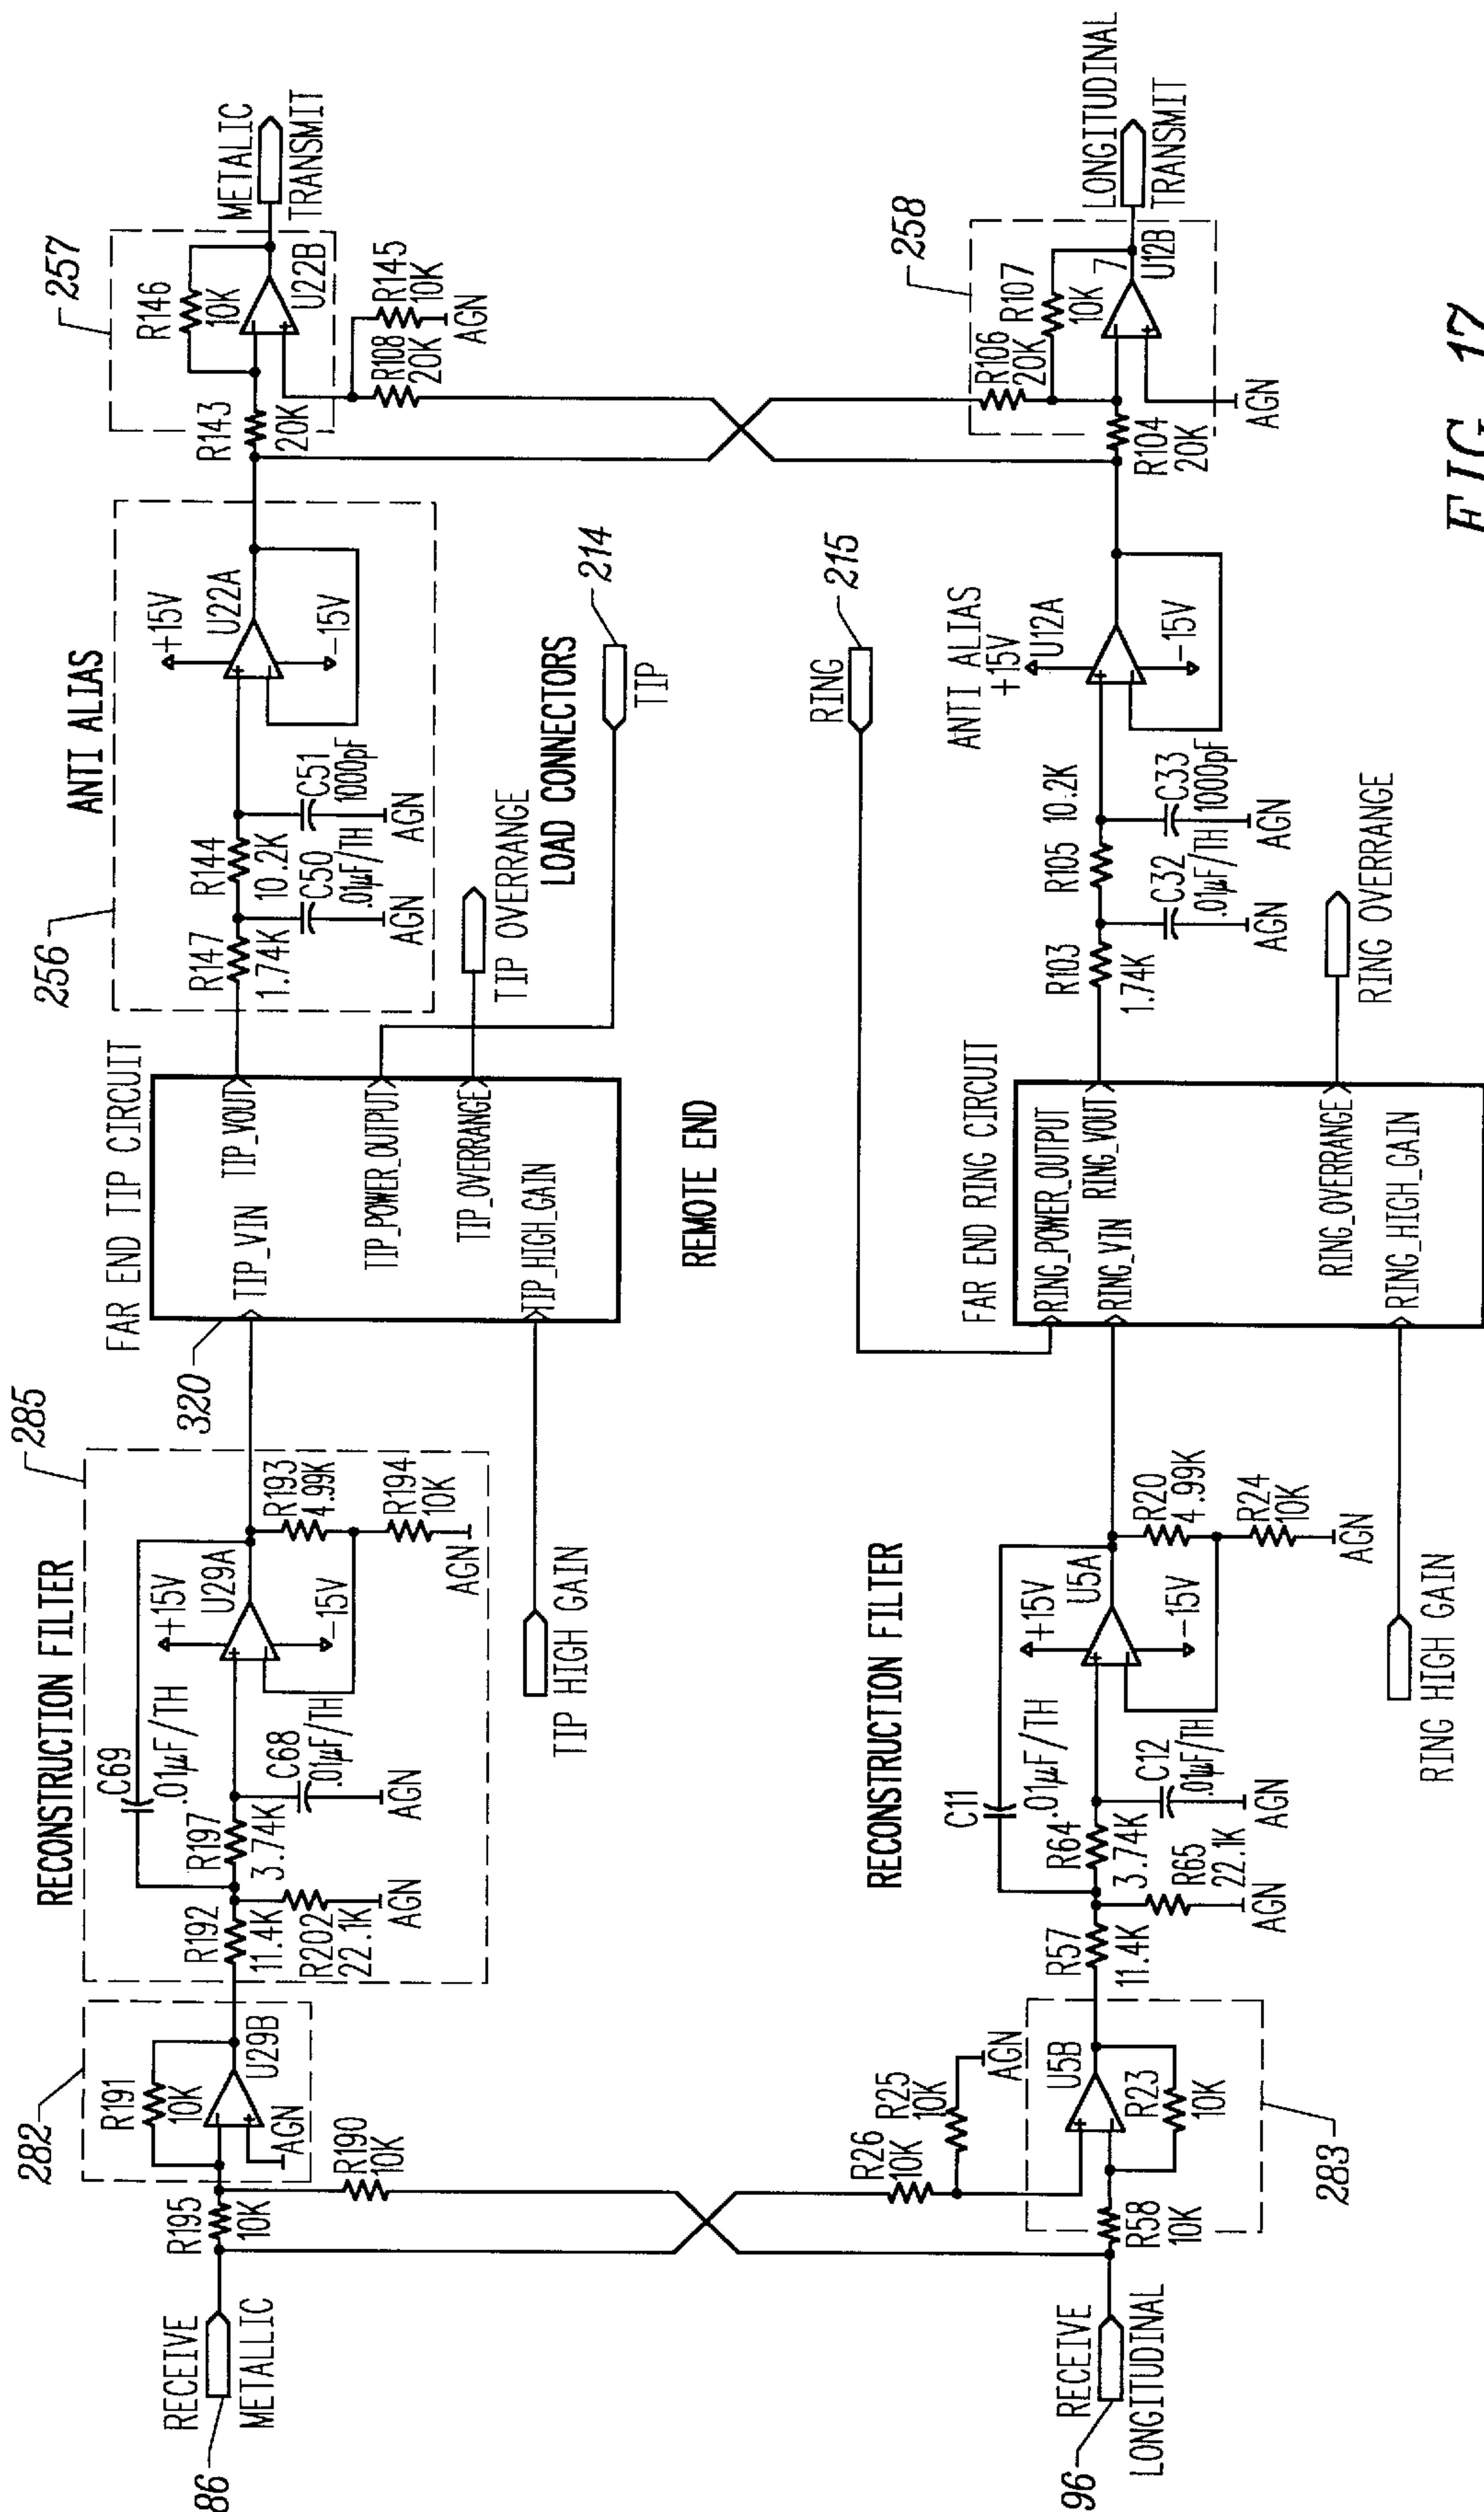 RECEIVE
METALLIC
86
R195
10K
282
R191
10K
U29B
AGN
R190
10K
RECONSTRUCTION FILTER
285
R192
11.4K
R202
22.1K
AGN
R197
3.74K
C69
.01µF/TH
C68
.01µF/TH
AGN
+15V
U29A
-15V
R193
4.99K
R194
10K
AGN
TIP HIGH GAIN
320
FAR END TIP CIRCUIT
TIP_VIN
TIP_VOUT
TIP_POWER_OUTPUT
TIP_OVERRANGE
TIP_HIGH_GAIN
REMOTE END
256
ANTI ALIAS
R147
1.74K
R144
10.2K
C50
.01µF/TH
AGN
C51
1000pF
AGN
+15V
U22A
-15V
TIP OVERRANGE
LOAD CONNECTORS
214
TIP
257
R143
20K
R146
10K
U22B
METALIC
TRANSMIT
R108
20K
R145
10K
AGN
RECEIVE
LONGITUDINAL
96
R58
10K
R26
10K
R25
10K
AGN
U5B
R23
10K
283
RECONSTRUCTION FILTER
R57
11.4K
R64
3.74K
R65
22.1K
AGN
C11
.01µF/TH
C12
.01µF/TH
AGN
+15V
U5A
-15V
R20
4.99K
R24
10K
AGN
RING HIGH GAIN
FAR END RING CIRCUIT
RING_POWER_OUTPUT
RING_VIN
RING_VOUT
RING_OVERRANGE
RING_HIGH_GAIN
215
RING
R103
1.74K
R105
10.2K
C32
.01µF/TH
AGN
C33
1000pF
AGN
ANTI ALIAS
+15V
U12A
-15V
RING OVERRANGE
258
R104
20K
R106
20K
R107
10K
7
U12B
AGN
LONGITUDINAL
TRANSMIT
FIG. 17